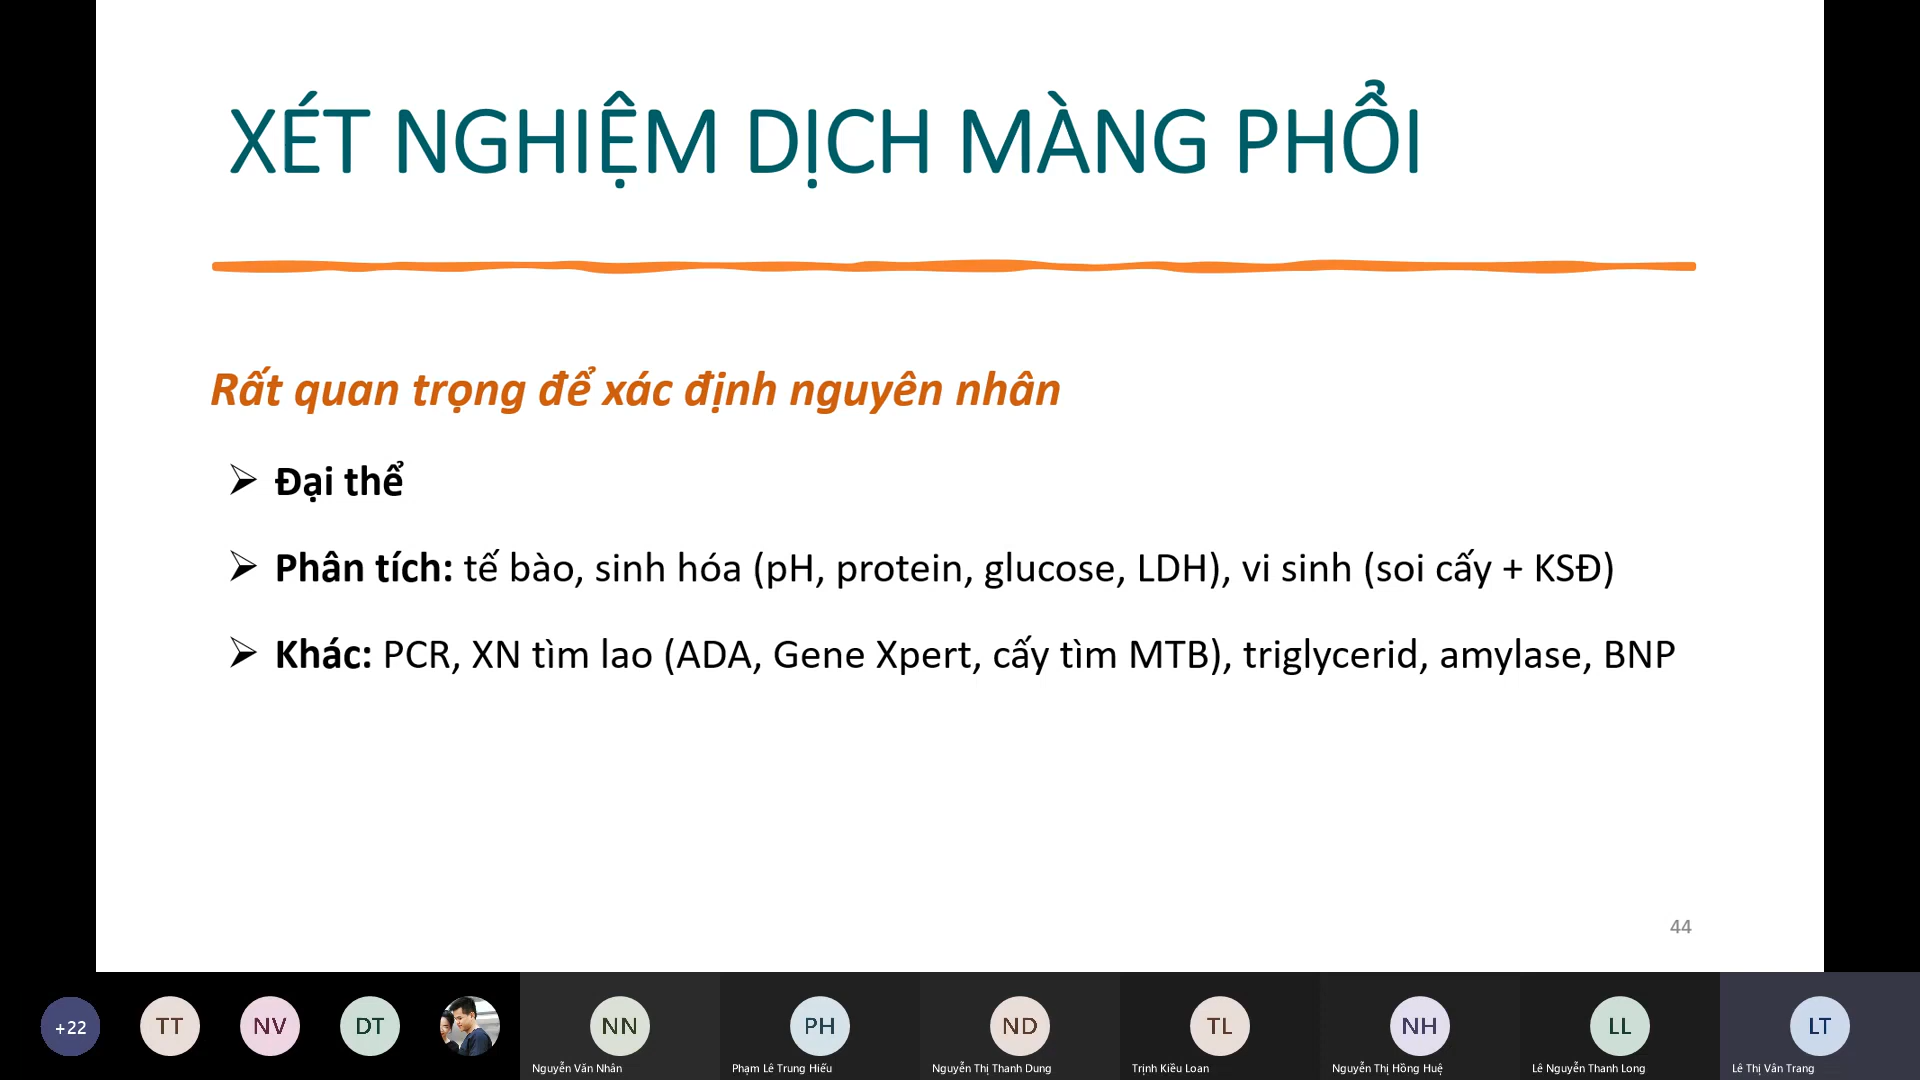 XÉT NGHIỆM DỊCH MÀNG PHỔI
Rất quan trọng để xác định nguyên nhân
➢ Đại thể
➢ Phân tích: tế bào, sinh hóa (pH, protein, glucose, LDH), vi sinh (soi cấy + KSĐ)
➢ Khác: PCR, XN tìm lao (ADA, Gene Xpert, cấy tìm MTB), triglycerid, amylase, BNP
44
+22 TT NV DT NN PH ND TL NH LL LT
Nguyễn Văn Nhân Phạm Lê Trung Hiếu Nguyễn Thị Thanh Dung Trịnh Kiều Loan Nguyễn Thị Hồng Huệ Lê Nguyễn Thanh Long Lê Thị Vân Trang